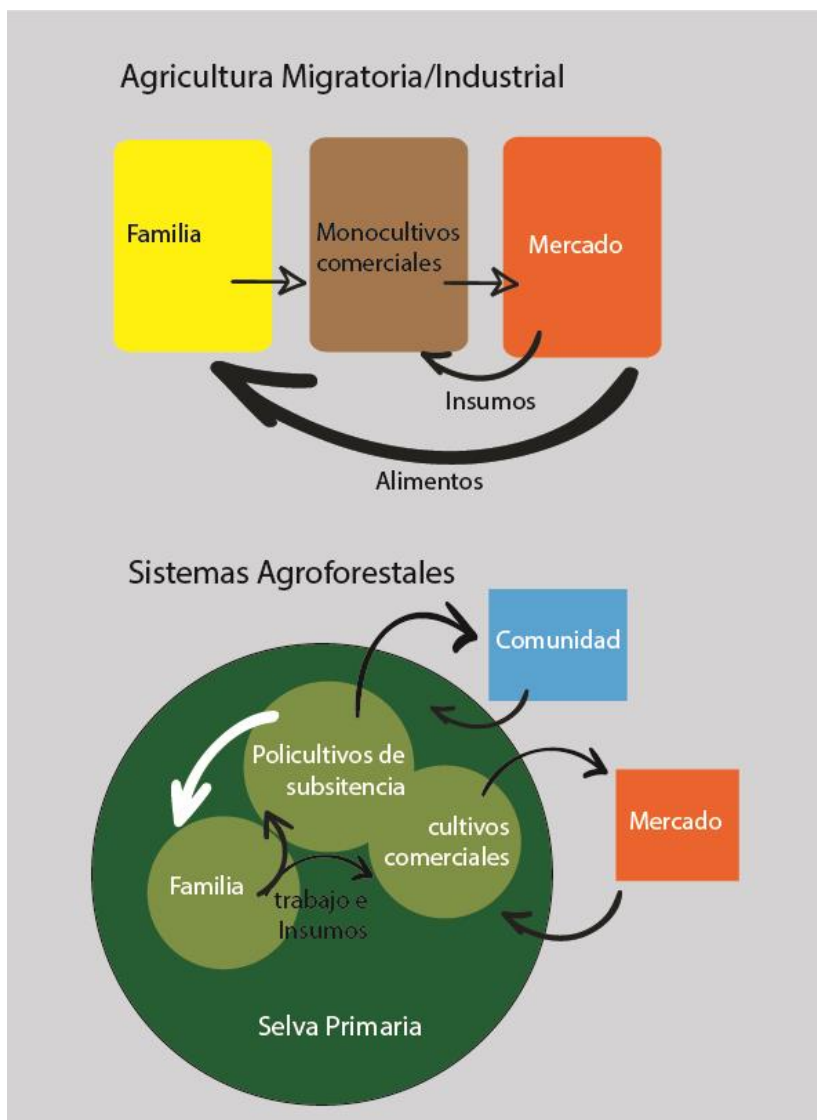 Agricultura Migratoria/Industrial
Familia
Monocultivos
comerciales
Mercado
Insumos
Alimentos
Sistemas Agroforestales
Comunidad
Policultivos de
subsitencia
cultivos
comerciales
Mercado
Familia
trabajo e
Insumos
Selva Primaria